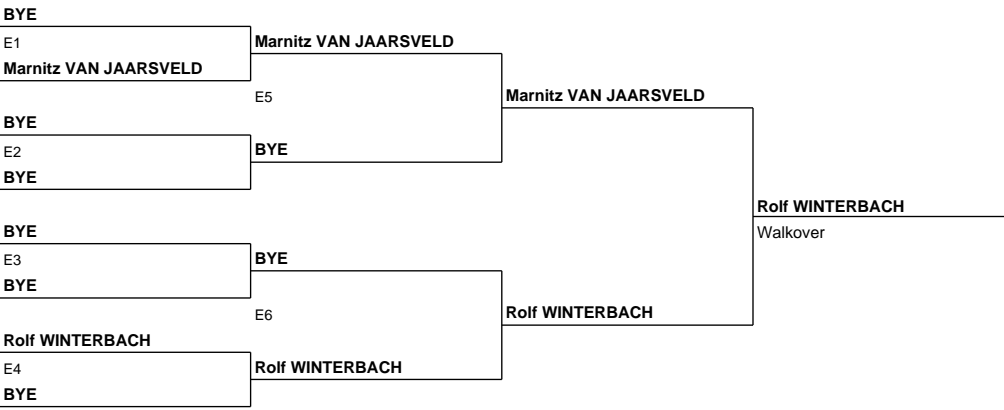 BYE
E1
Marnitz VAN JAARSVELD
BYE
E2
BYE
BYE
E3
BYE
Rolf WINTERBACH
E4
BYE
Marnitz VAN JAARSVELD
E5
BYE
BYE
E6
Rolf WINTERBACH
Marnitz VAN JAARSVELD
Rolf WINTERBACH
Rolf WINTERBACH
Walkover